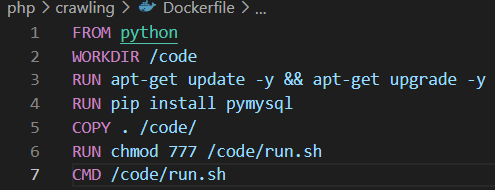 php > crawling > Dockerfile > ...
1 FROM python
2 WORKDIR /code
3 RUN apt-get update -y && apt-get upgrade -y
4 RUN pip install pymysql
5 COPY . /code/
6 RUN chmod 777 /code/run.sh
7 CMD /code/run.sh